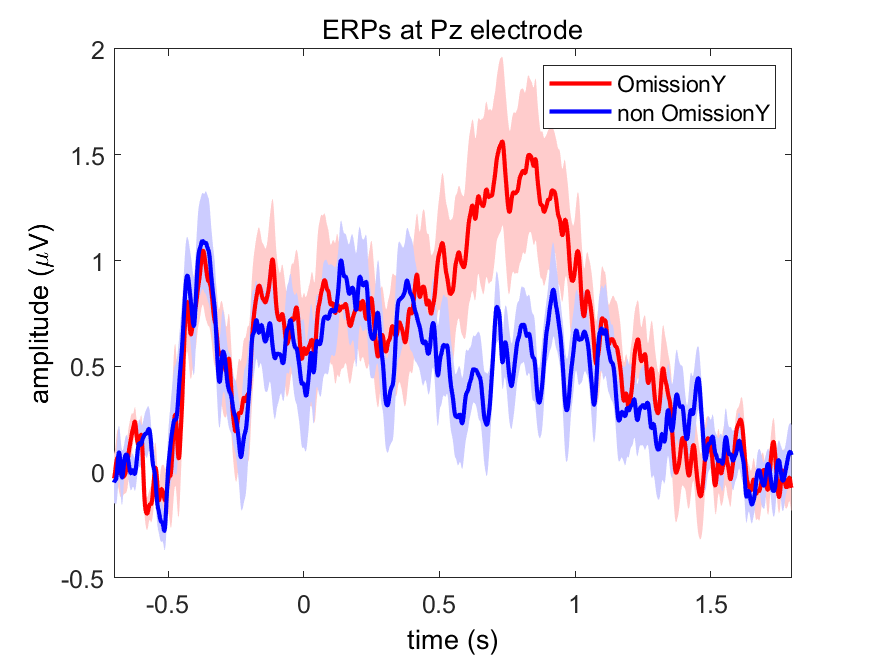 ERPs at Pz electrode
OmissionY
non OmissionY
amplitude (μV)
2
1.5
1
0.5
0
-0.5
-0.5
0
0.5
1
1.5
time (s)